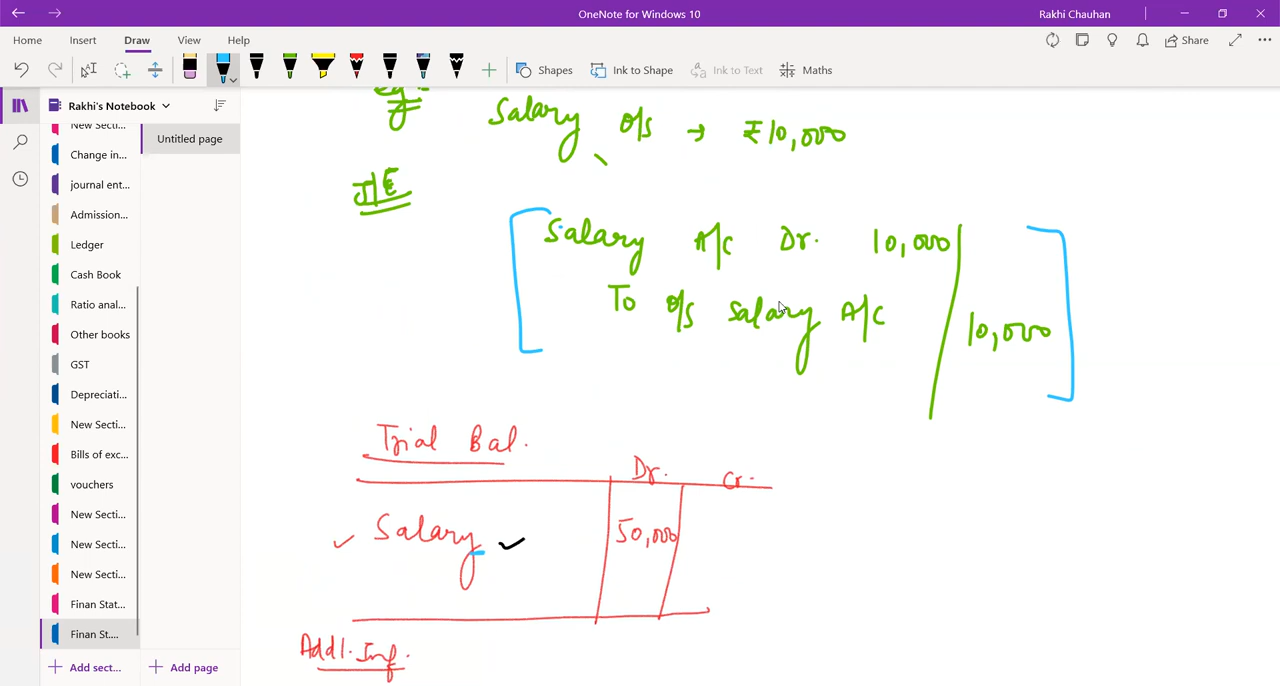 OneNote for Windows 10
Rakhi Chauhan
Home Insert Draw View Help
Share
Shapes Ink to Shape Ink to Text Maths
Rakhi's Notebook
New Secti...
Change in...
journal ent...
Admission...
Ledger
Cash Book
Ratio anal...
Other books
GST
Depreciati...
New Secti...
Bills of exc...
vouchers
New Secti...
New Secti...
New Secti...
Finan Stat...
Finan St....
Add sect...
Untitled page
Add page
Salary o/s → ₹10,000
J/E
Salary A/c Dr. 10,000
To o/s Salary A/c 10,000
Trial Bal.
Dr. Cr.
Salary 50,000
Addl. Inf.